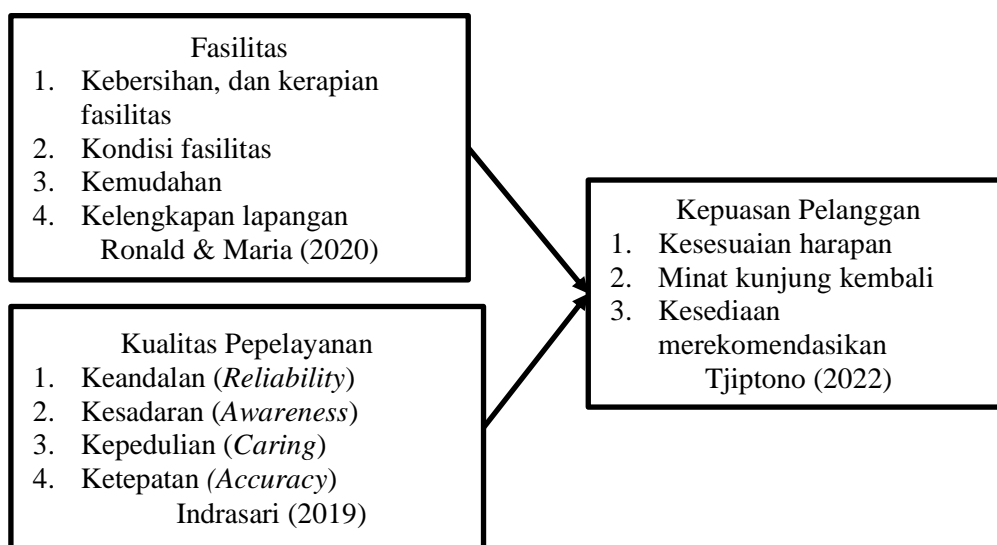 Fasilitas
1. Kebersihan, dan kerapian
fasilitas
2. Kondisi fasilitas
3. Kemudahan
4. Kelengkapan lapangan
Ronald & Maria (2020)
Kualitas Pepelayanan
1. Keandalan (Reliability)
2. Kesadaran (Awareness)
3. Kepedulian (Caring)
4. Ketepatan (Accuracy)
Indrasari (2019)
Kepuasan Pelanggan
1. Kesesuaian harapan
2. Minat kunjung kembali
3. Kesediaan
merekomendasikan
Tjiptono (2022)